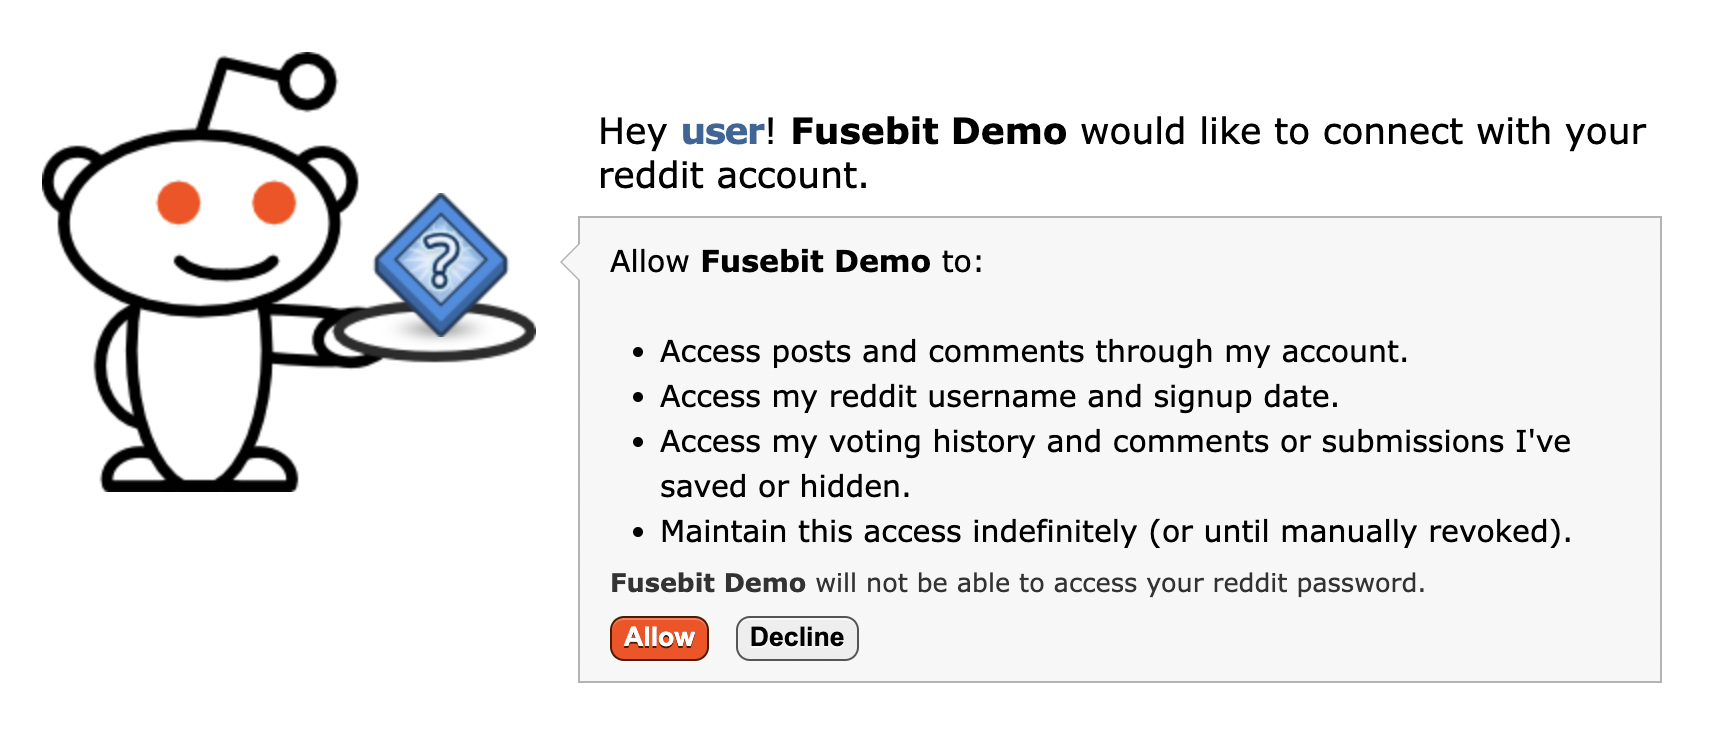 Hey user! Fusebit Demo would like to connect with your
reddit account.
Allow Fusebit Demo to:
• Access posts and comments through my account.
• Access my reddit username and signup date.
• Access my voting history and comments or submissions I've
saved or hidden.
• Maintain this access indefinitely (or until manually revoked).
Fusebit Demo will not be able to access your reddit password.
Allow Decline
?